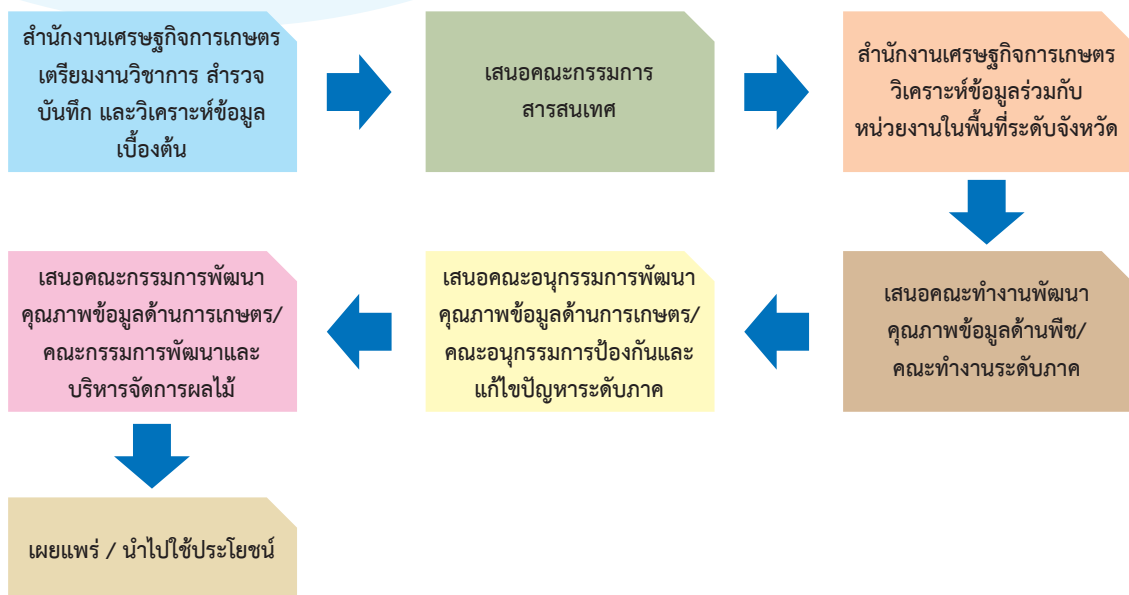 สำนักงานเศรษฐกิจการเกษตร
เตรียมงานวิชาการ สำรวจ
บันทึก และวิเคราะห์ข้อมูล
เบื้องต้น
เสนอคณะกรรมการ
สารสนเทศ
สำนักงานเศรษฐกิจการเกษตร
วิเคราะห์ข้อมูลร่วมกับ
หน่วยงานในพื้นที่ระดับจังหวัด
เสนอคณะทำงานพัฒนา
คุณภาพข้อมูลด้านพืช/
คณะทำงานระดับภาค
เสนอคณะอนุกรรมการพัฒนา
คุณภาพข้อมูลด้านการเกษตร/
คณะอนุกรรมการป้องกันและ
แก้ไขปัญหาระดับภาค
เสนอคณะกรรมการพัฒนา
คุณภาพข้อมูลด้านการเกษตร/
คณะกรรมการพัฒนาและ
บริหารจัดการผลไม้
เผยแพร่ / นำไปใช้ประโยชน์